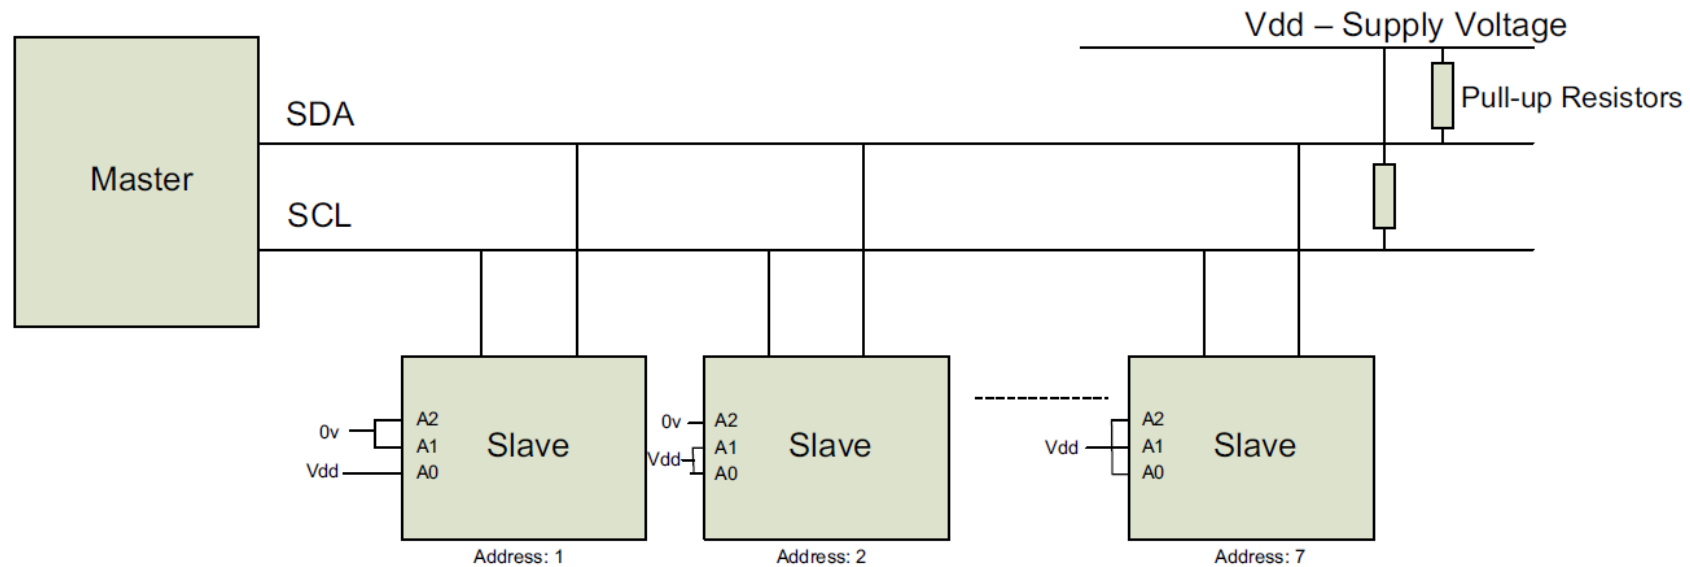 Vdd – Supply Voltage
Pull-up Resistors
SDA
Master
SCL
A2
0v
A1
Slave
Vdd
A0
Address: 1
0v
A2
A1
Slave
Vdd
A0
Address: 2
A2
Vdd
A1
Slave
A0
Address: 7